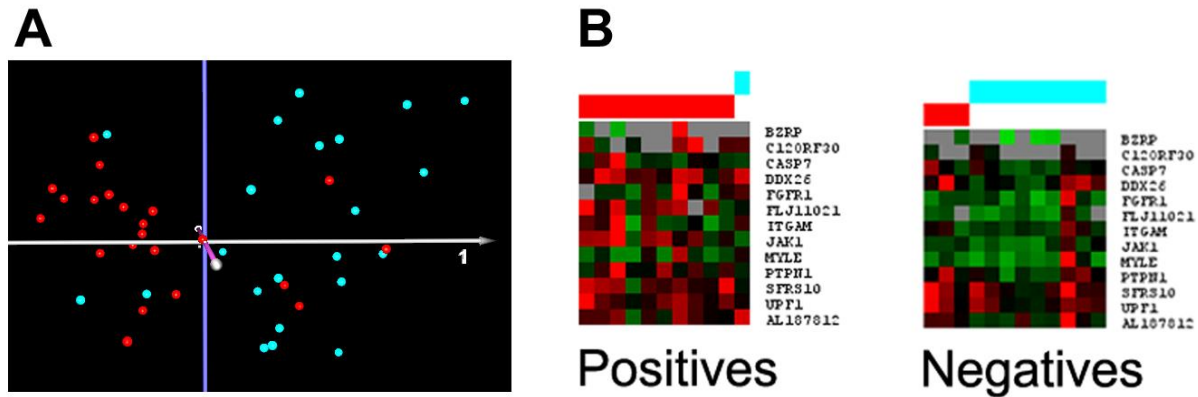 A
B
1
BZRP
C12ORF30
CASP7
DDX26
FGFR1
FLJ11021
ITGAM
JAK1
MYLE
PTPN1
SFRS10
UPF1
AL187812
Positives
BZRP
C12ORF30
CASP7
DDX26
FGFR1
FLJ11021
ITGAM
JAK1
MYLE
PTPN1
SFRS10
UPF1
AL187812
Negatives